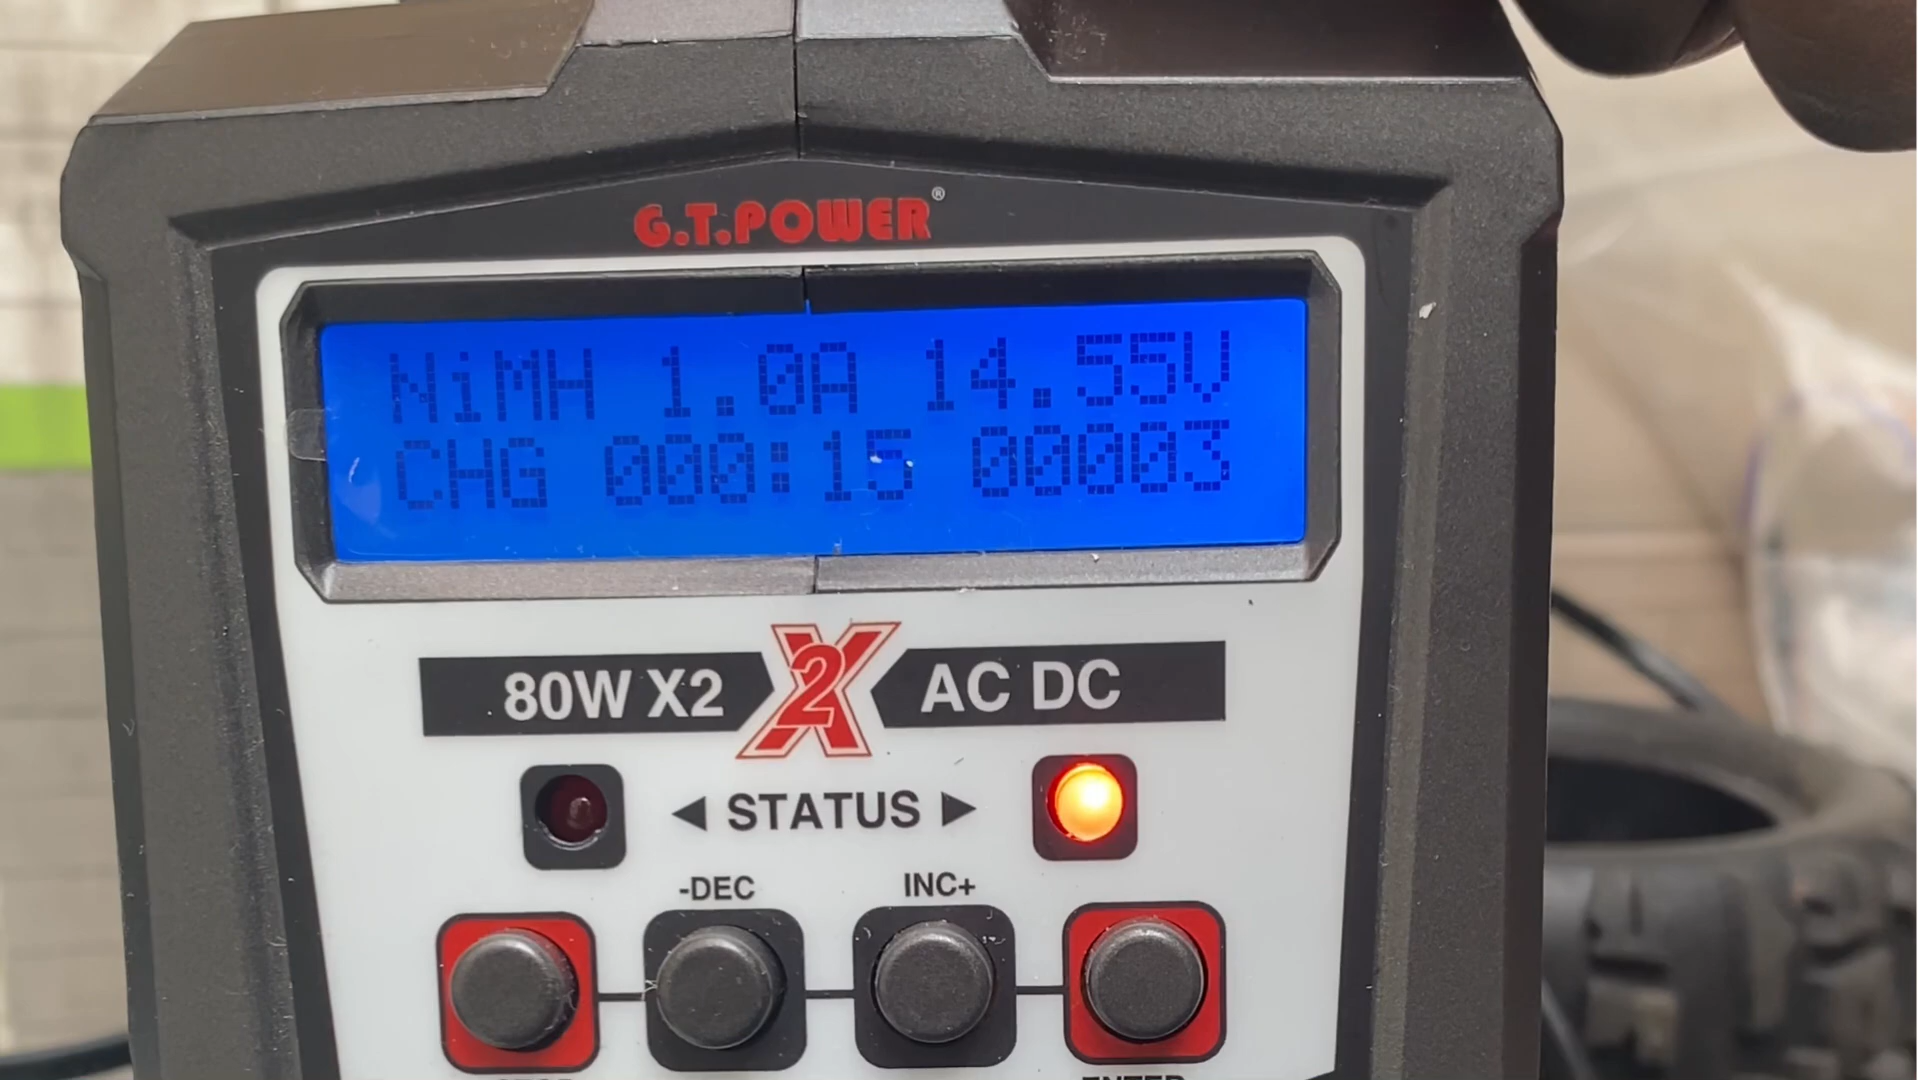 G.T.POWER®
NiMH 1.0A 14.55V
CHG 000:15 00003
80W X2 X2 AC DC
◀ STATUS ▶
-DEC INC+